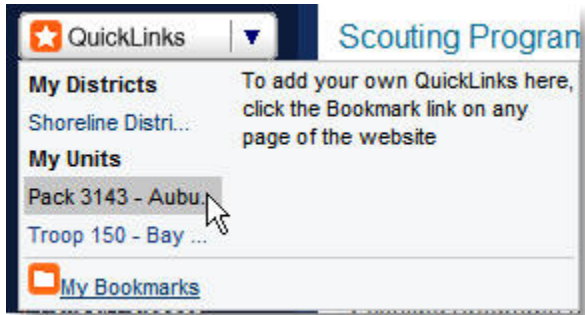 QuickLinks
Scouting Program
My Districts
Shoreline Distri...
My Units
Pack 3143 - Aubu..
Troop 150 - Bay ...
To add your own QuickLinks here,
click the Bookmark link on any
page of the website
My Bookmarks